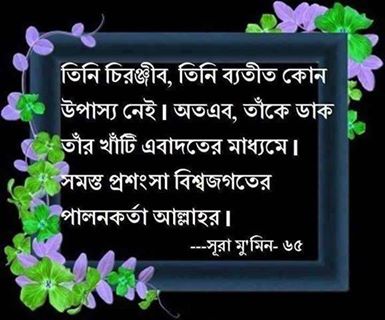 তিনি চিরঞ্জীব, তিনি ব্যতীত কোন
উপাস্য নেই। অতএব, তাঁকে ডাক
তাঁর খাঁটি এবাদতের মাধ্যমে।
সমস্ত প্রশংসা বিশ্বজগতের
পালনকর্তা আল্লাহর।
---সূরা মু'মিন- ৬৫